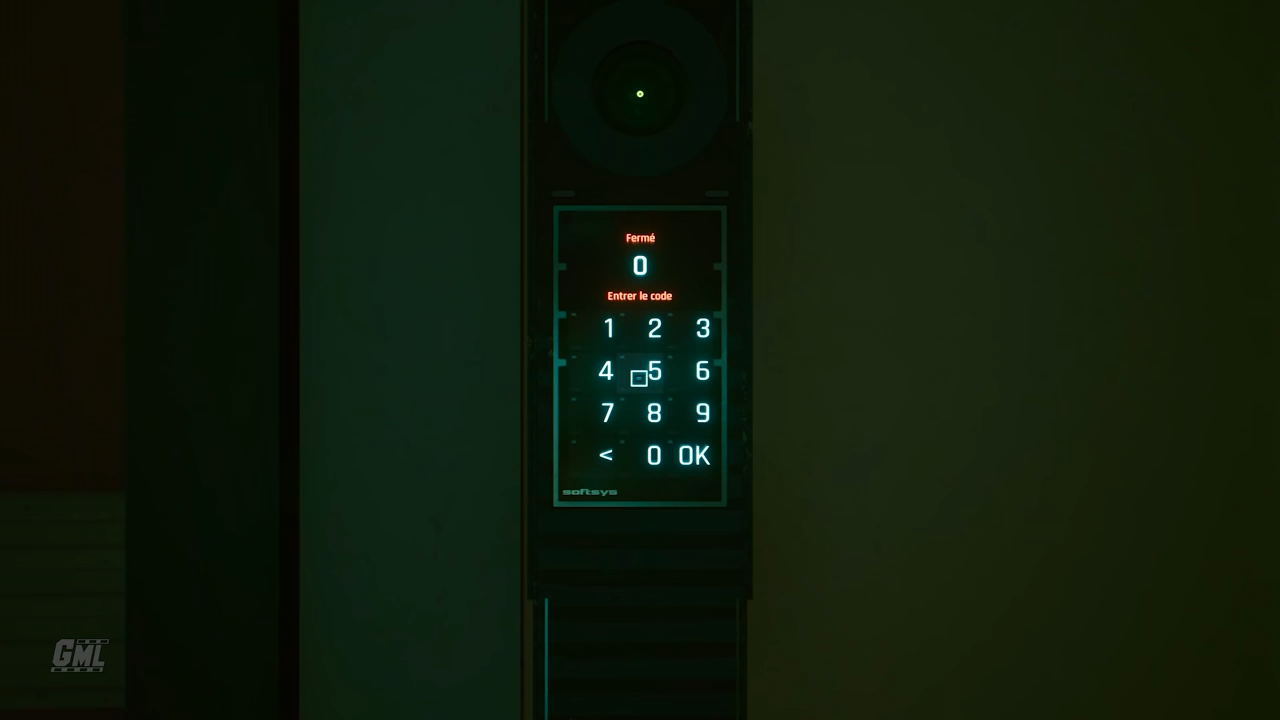 Fermé
0
Entrer le code
1 2 3
4 5 6
7 8 9
< 0 OK
softsys
GML